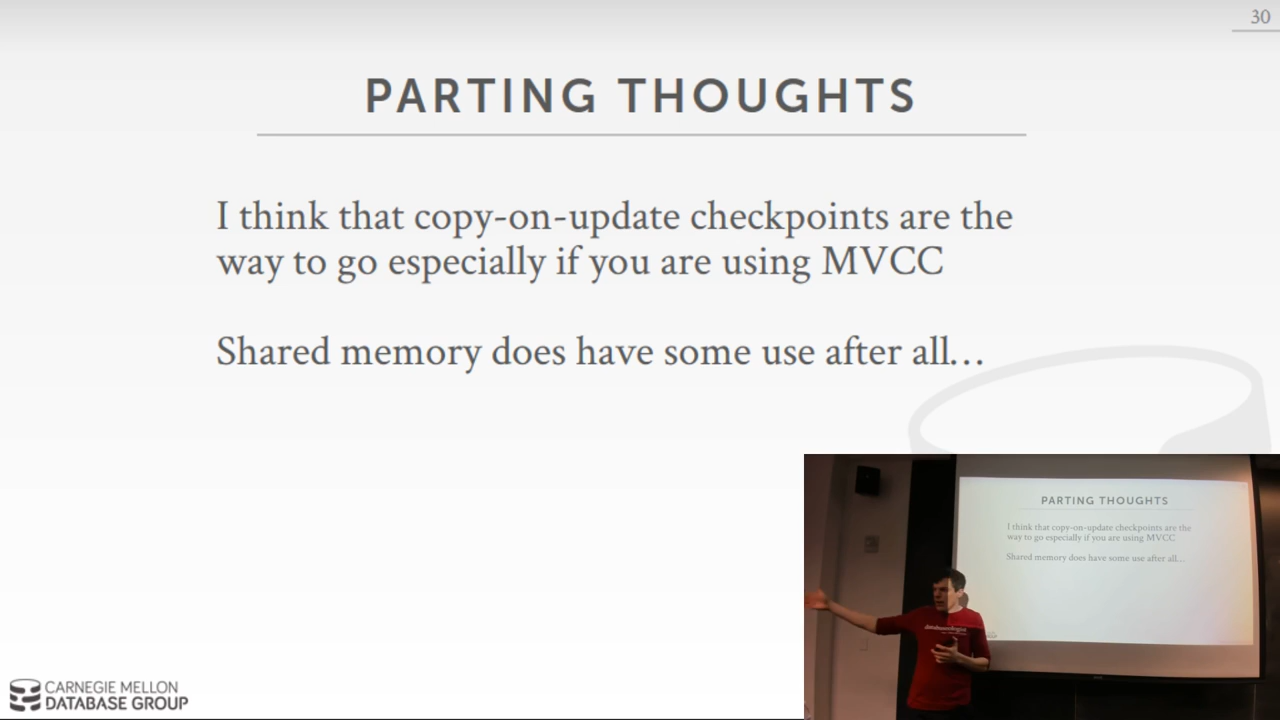 30
PARTING THOUGHTS
I think that copy-on-update checkpoints are the
way to go especially if you are using MVCC
Shared memory does have some use after all…
PARTING THOUGHTS
I think that copy-on-update checkpoints are the
way to go especially if you are using MVCC
Shared memory does have some use after all…
CARNEGIE MELLON
DATABASE GROUP